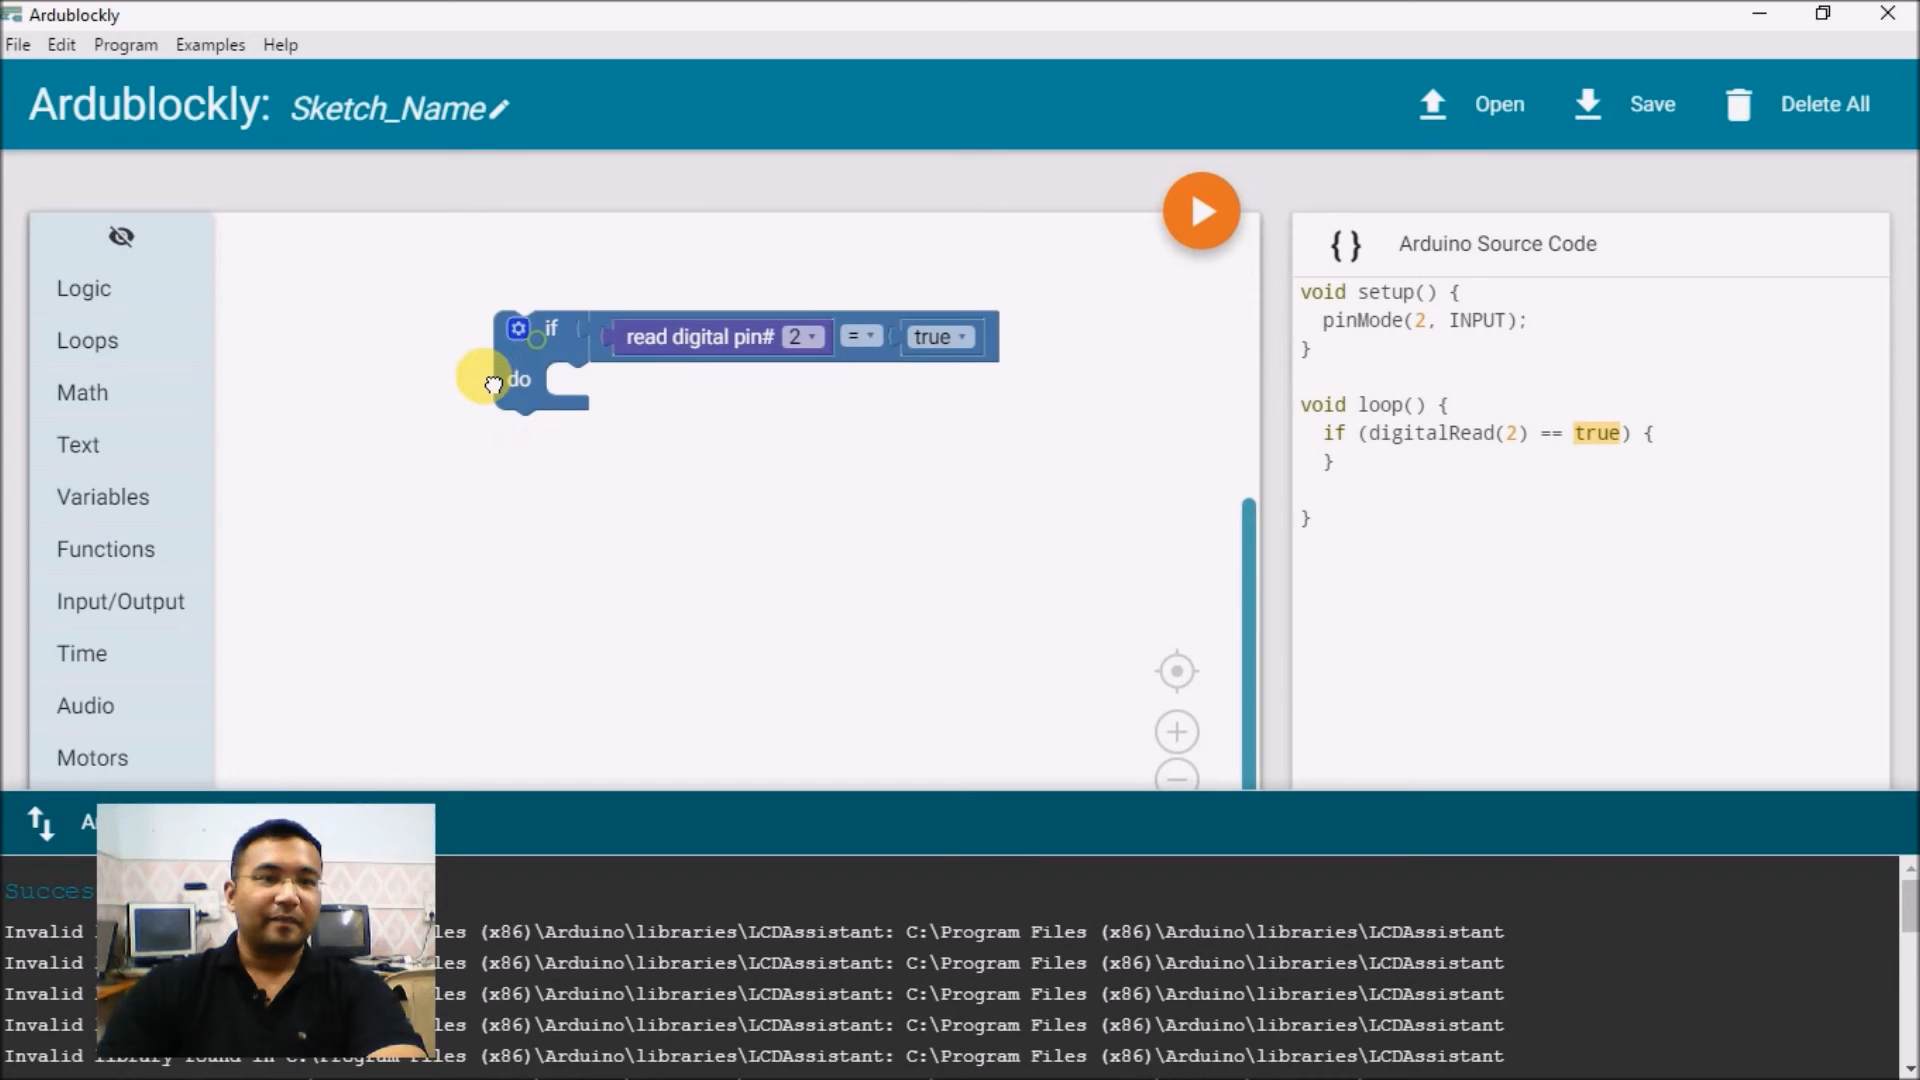 Ardublockly
File Edit Program Examples Help
Ardublockly: Sketch_Name
Open Save Delete All
Logic
Loops
Math
Text
Variables
Functions
Input/Output
Time
Audio
Motors
if read digital pin# 2 = true
do
{ } Arduino Source Code
void setup() {
pinMode(2, INPUT);
}
void loop() {
if (digitalRead(2) == true) {
}
}
Invalid (x86)\Arduino\libraries\LCDAssistant: C:\Program Files (x86)\Arduino\libraries\LCDAssistant
Invalid (x86)\Arduino\libraries\LCDAssistant: C:\Program Files (x86)\Arduino\libraries\LCDAssistant
Invalid (x86)\Arduino\libraries\LCDAssistant: C:\Program Files (x86)\Arduino\libraries\LCDAssistant
Invalid (x86)\Arduino\libraries\LCDAssistant: C:\Program Files (x86)\Arduino\libraries\LCDAssistant
Invalid (x86)\Arduino\libraries\LCDAssistant: C:\Program Files (x86)\Arduino\libraries\LCDAssistant